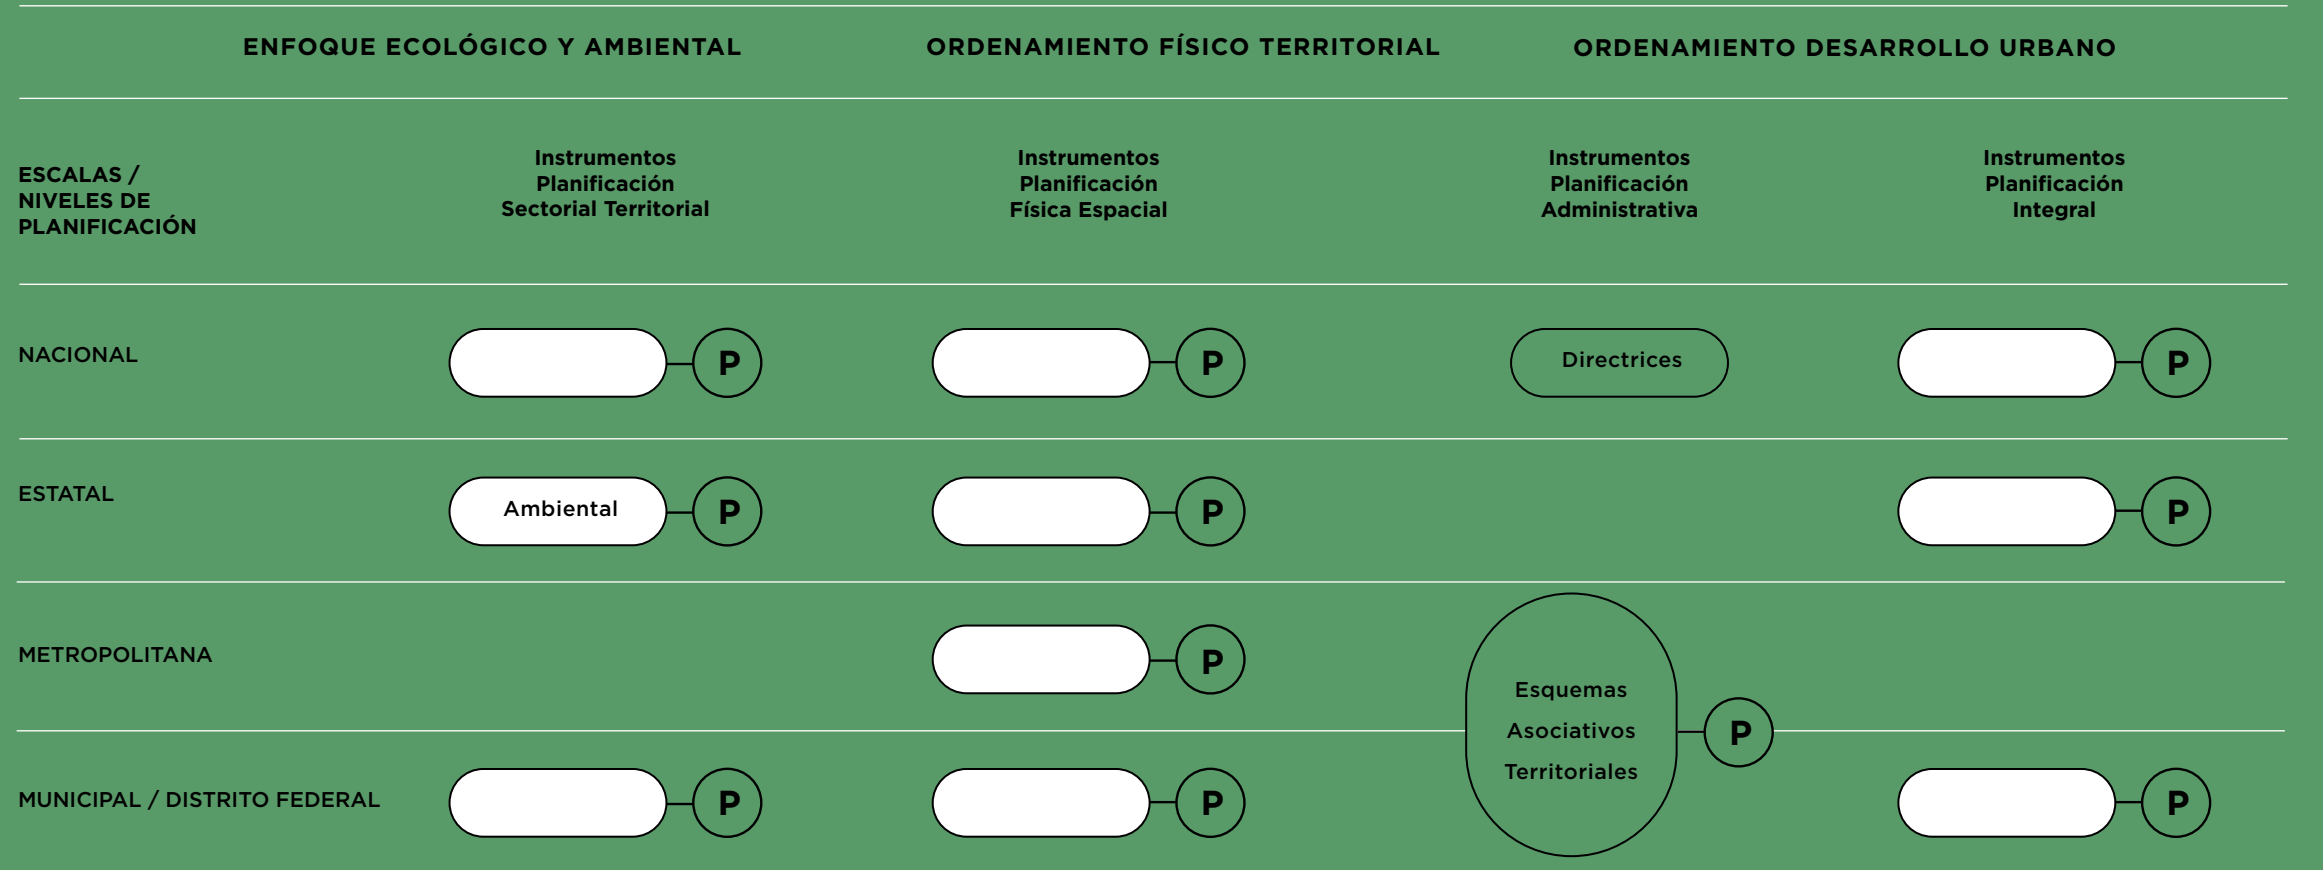 ENFOQUE ECOLÓGICO Y AMBIENTAL
ORDENAMIENTO FÍSICO TERRITORIAL
ORDENAMIENTO DESARROLLO URBANO
ESCALAS /
NIVELES DE
PLANIFICACIÓN
Instrumentos
Planificación
Sectorial Territorial
Instrumentos
Planificación
Física Espacial
Instrumentos
Planificación
Administrativa
Instrumentos
Planificación
Integral
NACIONAL
P
P
Directrices
P
ESTATAL
Ambiental
P
P
P
METROPOLITANA
P
Esquemas
Asociativos
Territoriales
P
MUNICIPAL / DISTRITO FEDERAL
P
P
P